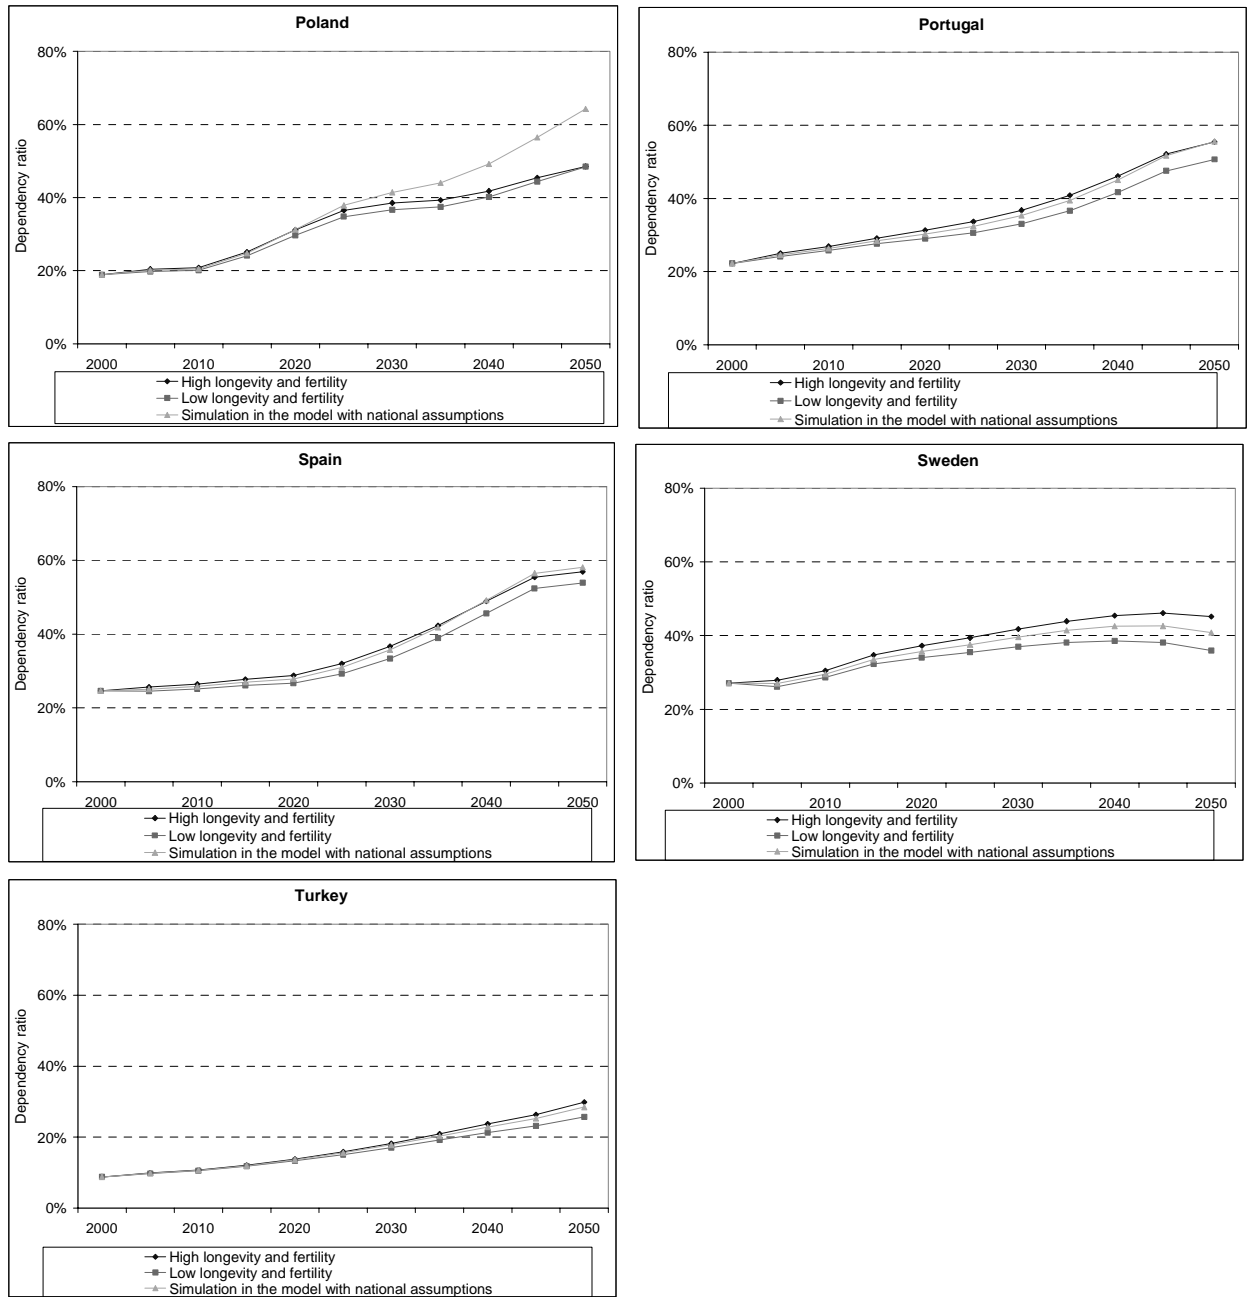 Poland
80%
60%
40%
20%
0%
Dependency ratio
2000 2010 2020 2030 2040 2050
High longevity and fertility
Low longevity and fertility
Simulation in the model with national assumptions
Portugal
80%
60%
40%
20%
0%
Dependency ratio
2000 2010 2020 2030 2040 2050
High longevity and fertility
Low longevity and fertility
Simulation in the model with national assumptions
Spain
80%
60%
40%
20%
0%
Dependency ratio
2000 2010 2020 2030 2040 2050
High longevity and fertility
Low longevity and fertility
Simulation in the model with national assumptions
Sweden
80%
60%
40%
20%
0%
Dependency ratio
2000 2010 2020 2030 2040 2050
High longevity and fertility
Low longevity and fertility
Simulation in the model with national assumptions
Turkey
80%
60%
40%
20%
0%
Dependency ratio
2000 2010 2020 2030 2040 2050
High longevity and fertility
Low longevity and fertility
Simulation in the model with national assumptions